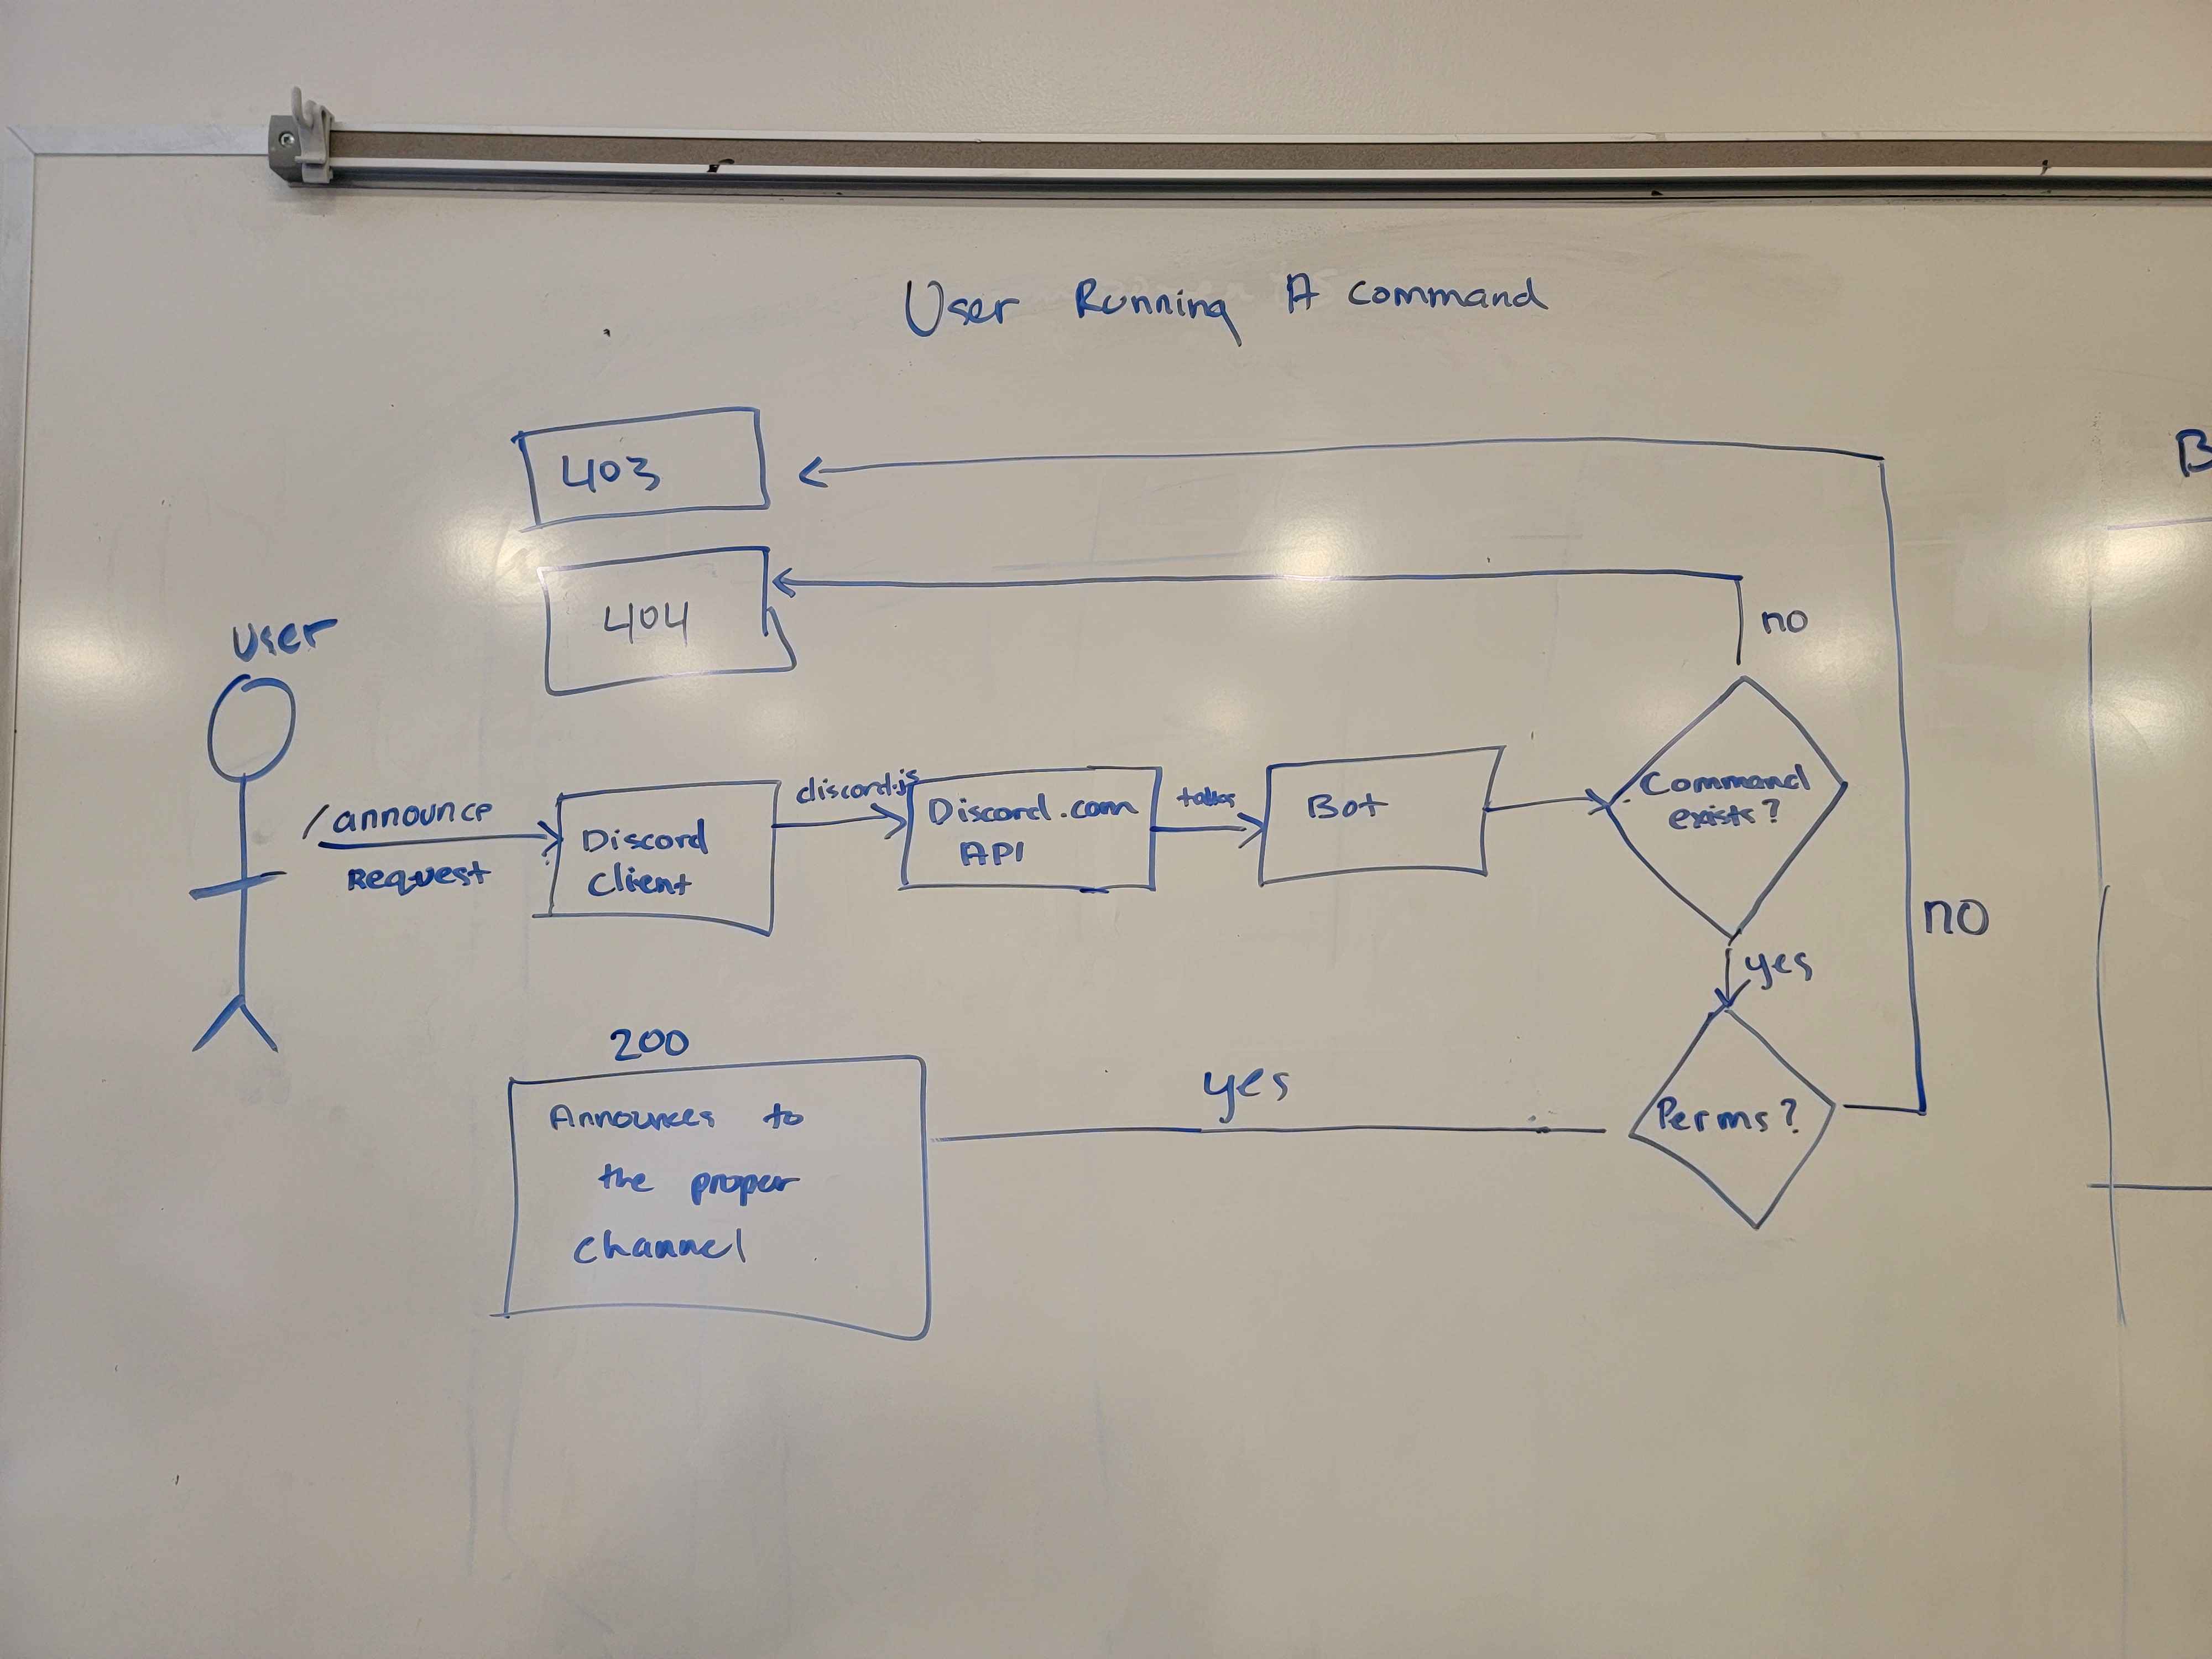 User Running A command
403
B
404
no
User
/announce
Request
Discord
Client
discord.js
Discord.com
API
talks
Bot
Command
exists?
no
yes
200
Announces to
the proper
channel
yes
Perms?